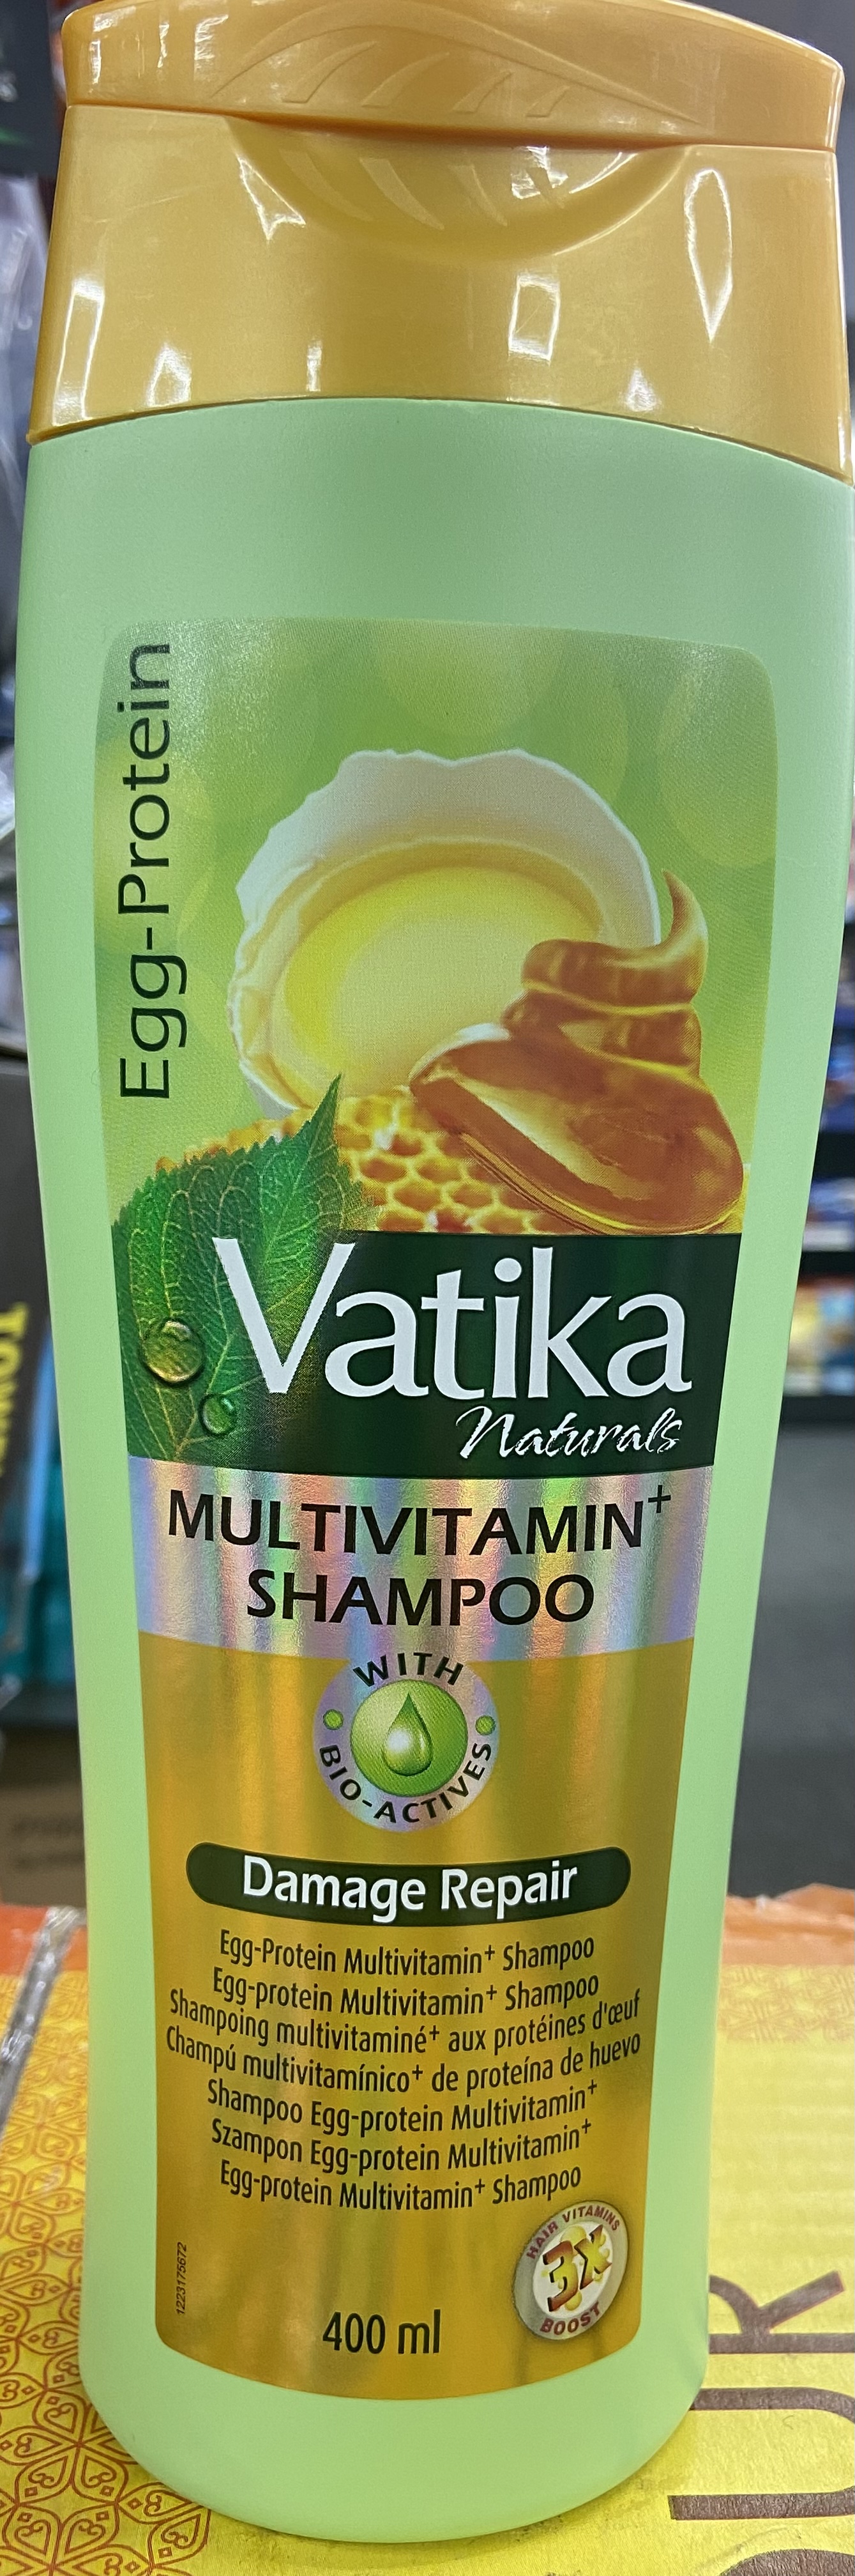 Egg-Protein
Vatika
Naturals
MULTIVITAMIN⁺
SHAMPOO
WITH
BIO-ACTIVES
Damage Repair
Egg-Protein Multivitamin⁺ Shampoo
Egg-protein Multivitamin⁺ Shampoo
Shampoing multivitaminé⁺ aux protéines d'œuf
Champú multivitamínico⁺ de proteína de huevo
Shampoo Egg-protein Multivitamin⁺
Szampon Egg-protein Multivitamin⁺
Egg-protein Multivitamin⁺ Shampoo
HAIR VITAMINS
3x
BOOST
1223175672
400 ml